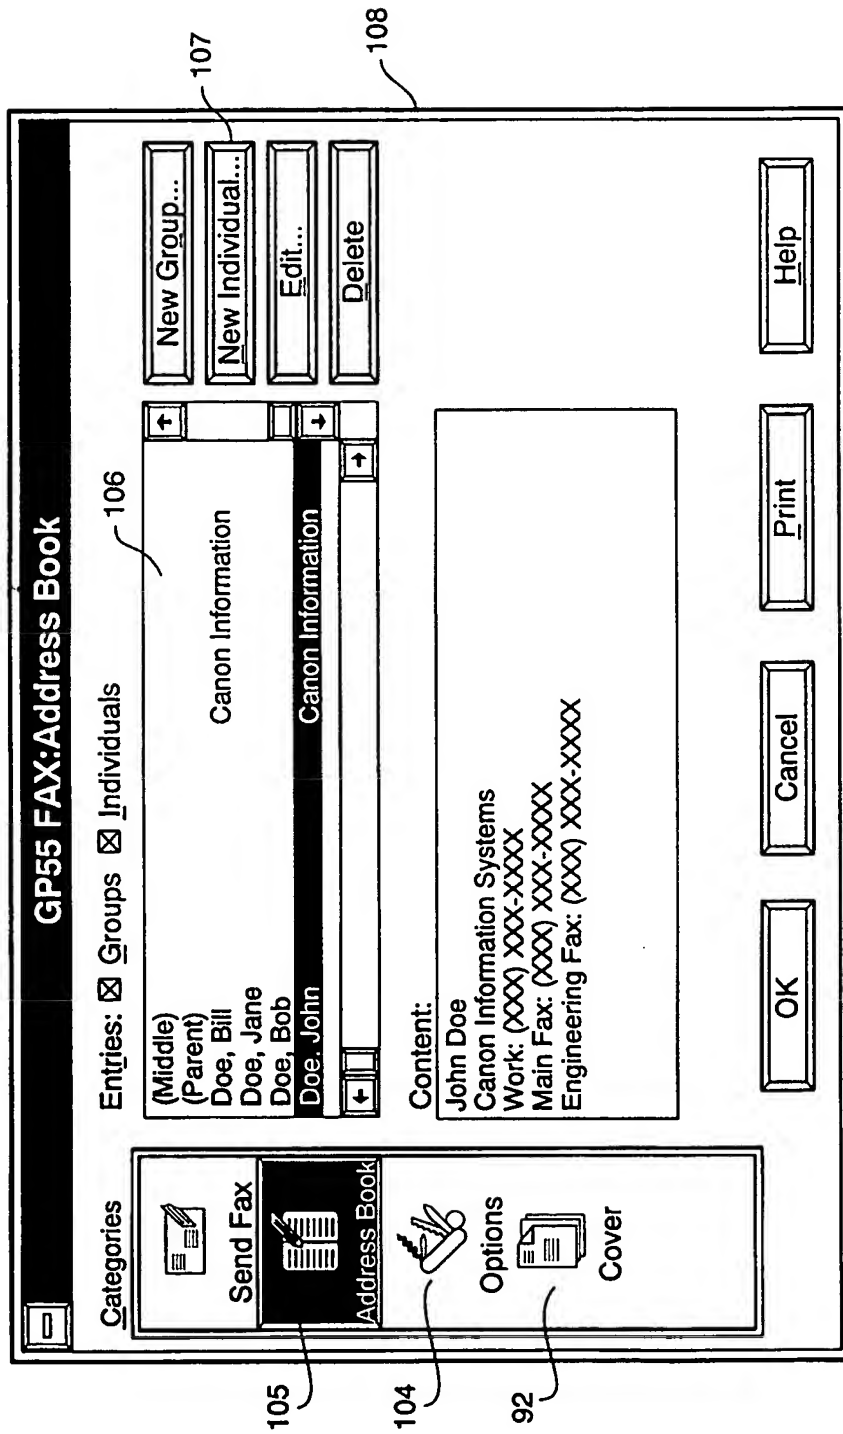 GP55 FAX:Address Book
108
Categories
Send Fax
Address Book
105
Options
104
Cover
92
Entries: ☒ Groups ☒ Individuals
106
(Middle)
(Parent)
Doe, Bill
Doe, Jane Canon Information
Doe, Bob
Doe. John Canon Information
New Group...
New Individual...
107
Edit...
Delete
Content:
John Doe
Canon Information Systems
Work: (XXX) XXX-XXXX
Main Fax: (XXX) XXX-XXXX
Engineering Fax: (XXX) XXX-XXXX
OK
Cancel
Print
Help